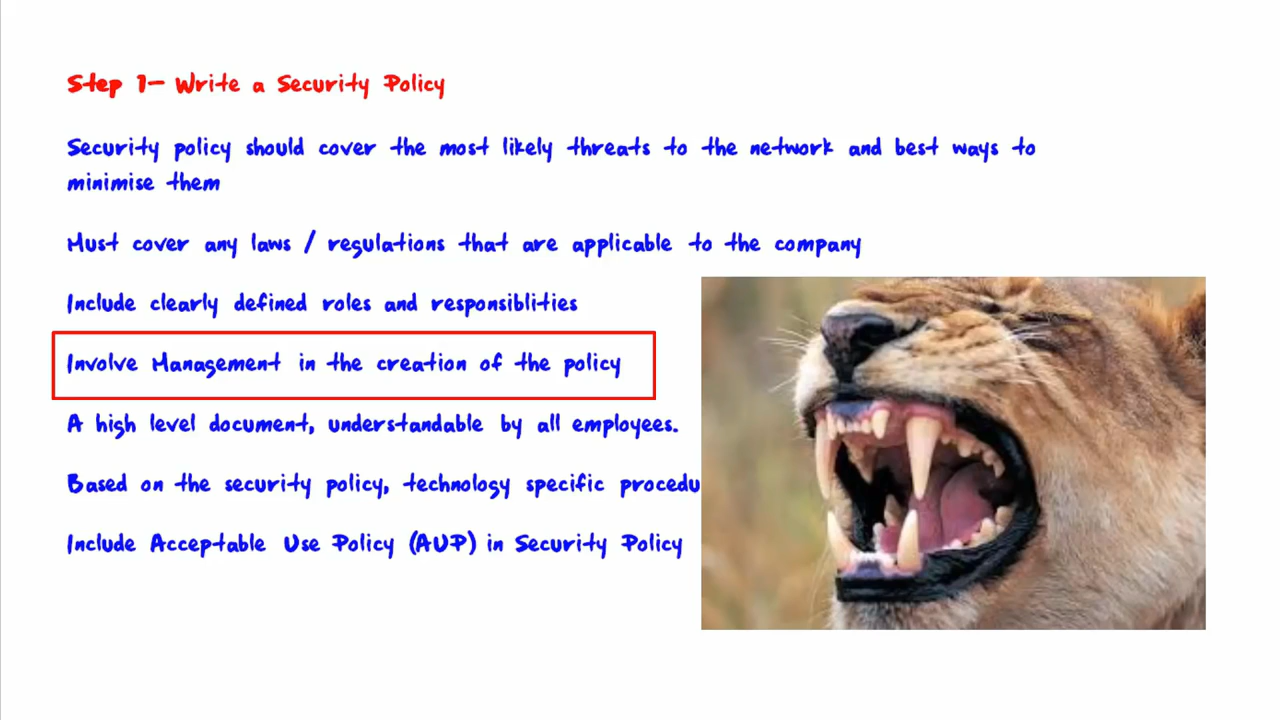 Step 1- Write a Security Policy
Security policy should cover the most likely threats to the network and best ways to
minimise them
Must cover any laws / regulations that are applicable to the company
Include clearly defined roles and responsiblities
Involve Management in the creation of the policy
A high level document, understandable by all employees.
Based on the security policy, technology specific
Include Acceptable Use Policy (AUP) in Security Policy